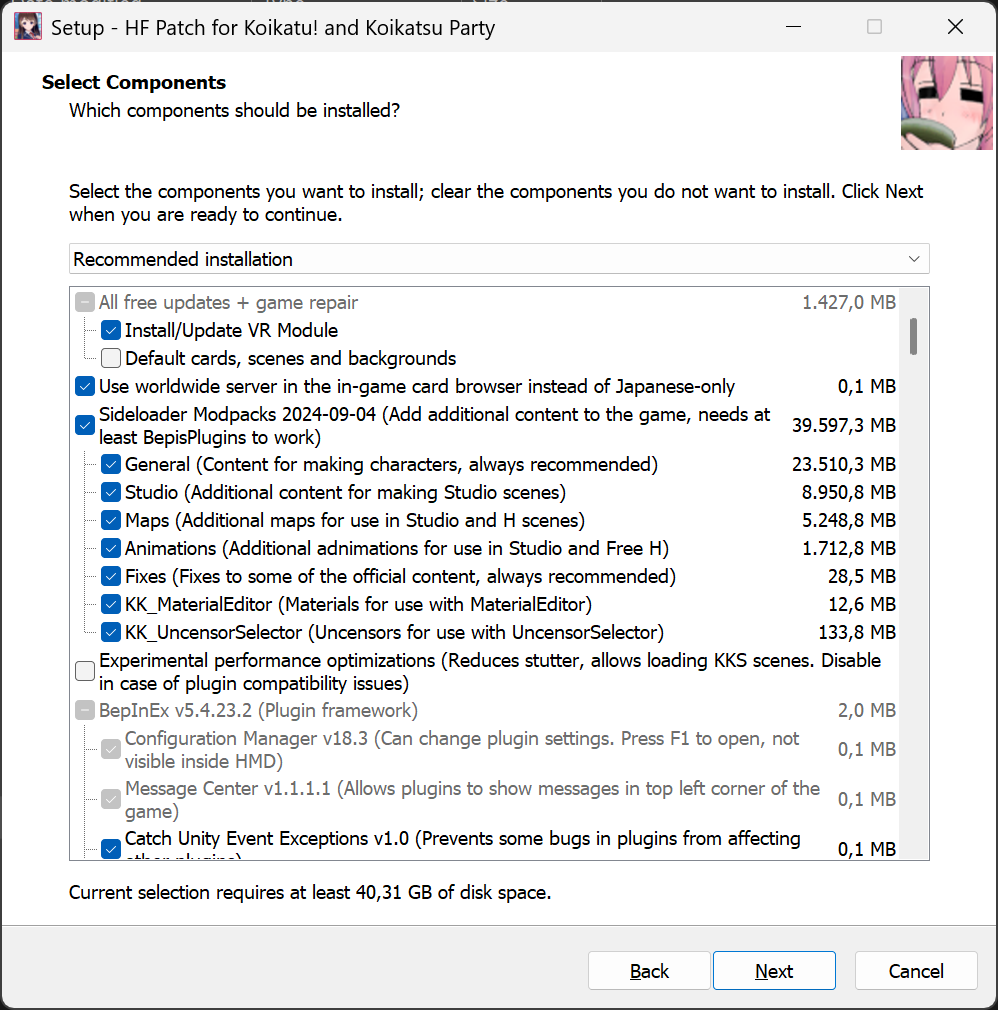 Setup - HF Patch for Koikatu! and Koikatsu Party
Select Components
Which components should be installed?
Select the components you want to install; clear the components you do not want to install. Click Next
when you are ready to continue.
Recommended installation
All free updates + game repair 1.427,0 MB
Install/Update VR Module
Default cards, scenes and backgrounds
Use worldwide server in the in-game card browser instead of Japanese-only 0,1 MB
Sideloader Modpacks 2024-09-04 (Add additional content to the game, needs at
least BepisPlugins to work) 39.597,3 MB
General (Content for making characters, always recommended) 23.510,3 MB
Studio (Additional content for making Studio scenes) 8.950,8 MB
Maps (Additional maps for use in Studio and H scenes) 5.248,8 MB
Animations (Additional adnimations for use in Studio and Free H) 1.712,8 MB
Fixes (Fixes to some of the official content, always recommended) 28,5 MB
KK_MaterialEditor (Materials for use with MaterialEditor) 12,6 MB
KK_UncensorSelector (Uncensors for use with UncensorSelector) 133,8 MB
Experimental performance optimizations (Reduces stutter, allows loading KKS scenes. Disable
in case of plugin compatibility issues)
BepInEx v5.4.23.2 (Plugin framework) 2,0 MB
Configuration Manager v18.3 (Can change plugin settings. Press F1 to open, not
visible inside HMD) 0,1 MB
Message Center v1.1.1.1 (Allows plugins to show messages in top left corner of the
game) 0,1 MB
Catch Unity Event Exceptions v1.0 (Prevents some bugs in plugins from affecting
other plugins) 0,1 MB
Current selection requires at least 40,31 GB of disk space.
Back Next Cancel